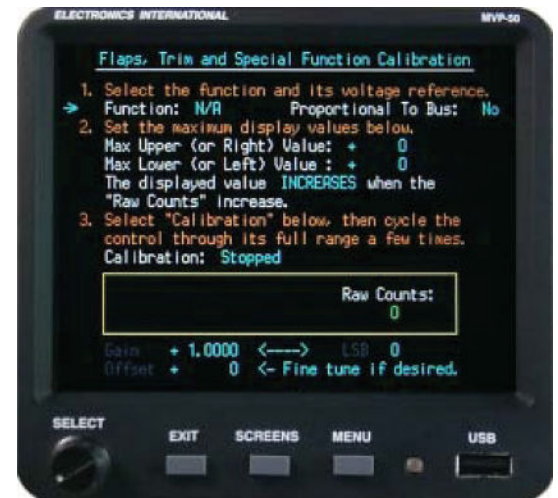 ELECTRONICS INTERNATIONAL MVP-50
Flaps, Trim and Special Function Calibration
1. Select the function and its voltage reference.
Function: N/A Proportional To Bus: No
2. Set the maximum display values below.
Max Upper (or Right) Value: + 0
Max Lower (or Left) Value : + 0
The displayed value INCREASES when the
"Raw Counts" increase.
3. Select "Calibration" below, then cycle the
control through its full range a few times.
Calibration: Stopped
Raw Counts:
0
Gain + 1.0000 <----> LSB 0
Offset + 0 <- Fine tune if desired.
SELECT EXIT SCREENS MENU USB